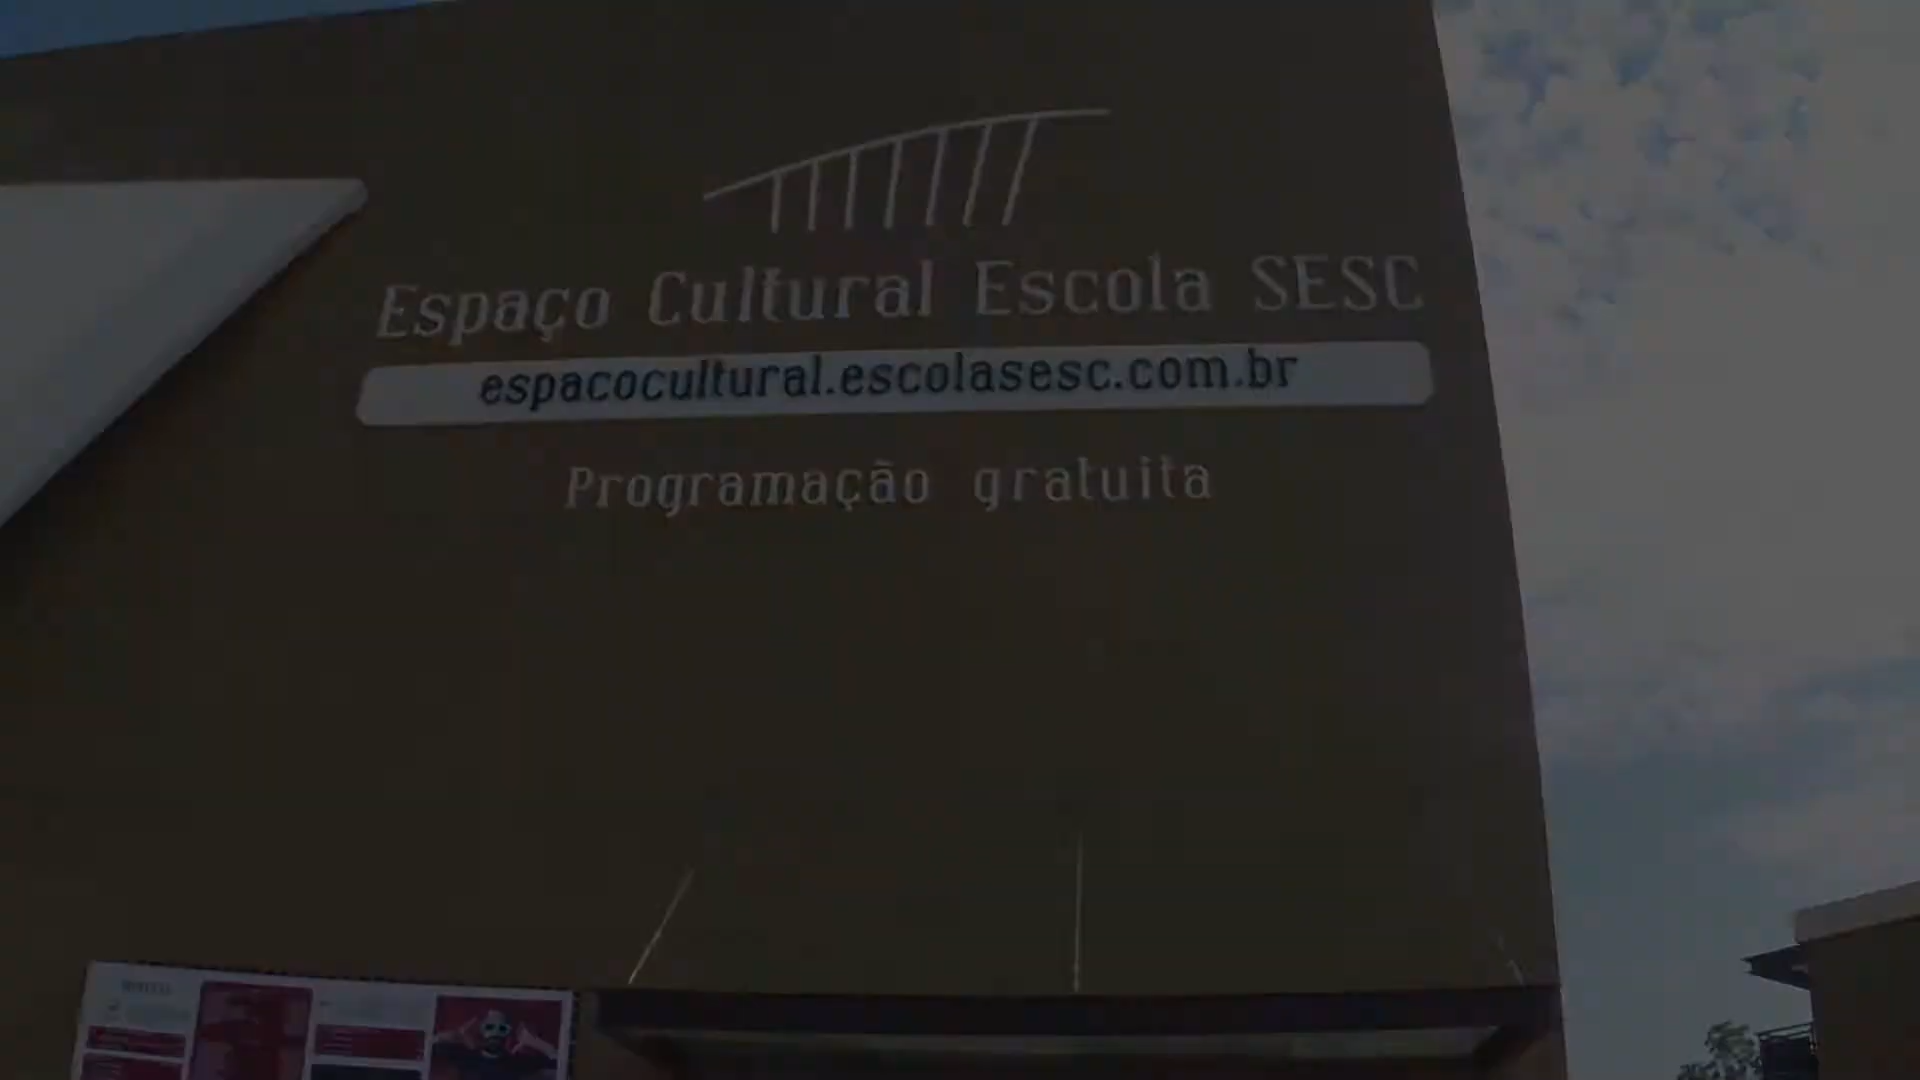 Espaço Cultural Escola SESC
espacocultural.escolasesc.com.br
Programação gratuita